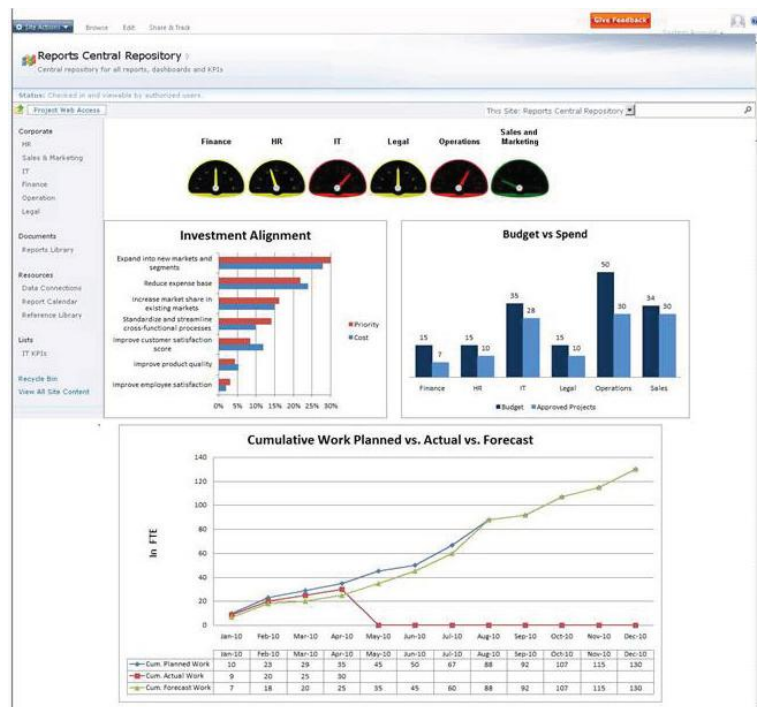 Site Actions
Browse
Edit
Share & Track
Give Feedback
Reports Central Repository
Central repository for all reports, dashboards and KPIs
Status: Checked in and viewable by authorized users.
Project Web Access
This Site: Reports Central Repository
Corporate
HR
Sales & Marketing
IT
Finance
Operation
Legal
Documents
Reports Library
Resources
Data Connections
Report Calendar
Reference Library
Lists
IT KPIs
Recycle Bin
View All Site Content
Finance
HR
IT
Legal
Operations
Sales and
Marketing
Investment Alignment
Expand into new markets and
segments
Reduce expense base
Increase market share in
existing markets
Standardize and streamline
cross-functional processes
Improve customer satisfaction
score
Improve product quality
Improve employee satisfaction
Priority
Cost
0% 5% 10% 15% 20% 25% 30%
Budget vs Spend
15 7 15 10 35 28 15 10 50 30 34 30
Finance HR IT Legal Operations Sales
Budget Approved Projects
Cumulative Work Planned vs. Actual vs. Forecast
In FTE
140
120
100
80
60
40
20
0
Jan-10 Feb-10 Mar-10 Apr-10 May-10 Jun-10 Jul-10 Aug-10 Sep-10 Oct-10 Nov-10 Dec-10
Jan-10 Feb-10 Mar-10 Apr-10 May-10 Jun-10 Jul-10 Aug-10 Sep-10 Oct-10 Nov-10 Dec-10
Cum. Planned Work 10 23 29 35 45 50 67 88 92 107 115 130
Cum. Actual Work 9 20 25 30
Cum. Forecast Work 7 18 20 25 35 45 60 88 92 107 115 130